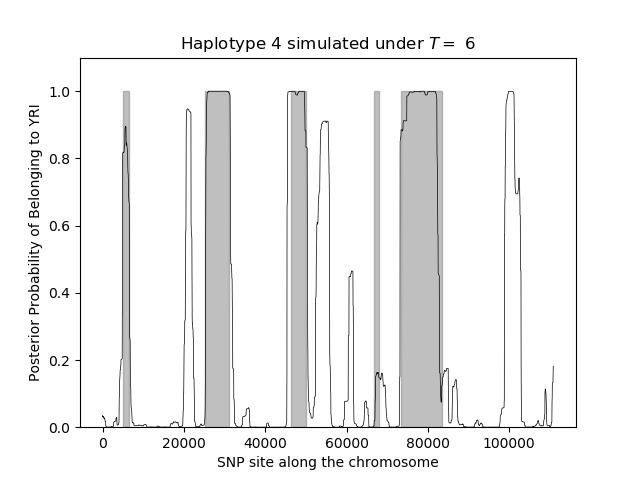 Haplotype 4 simulated under T = 6
Posterior Probability of Belonging to YRI
1.0
0.8
0.6
0.4
0.2
0.0
0 20000 40000 60000 80000 100000
SNP site along the chromosome